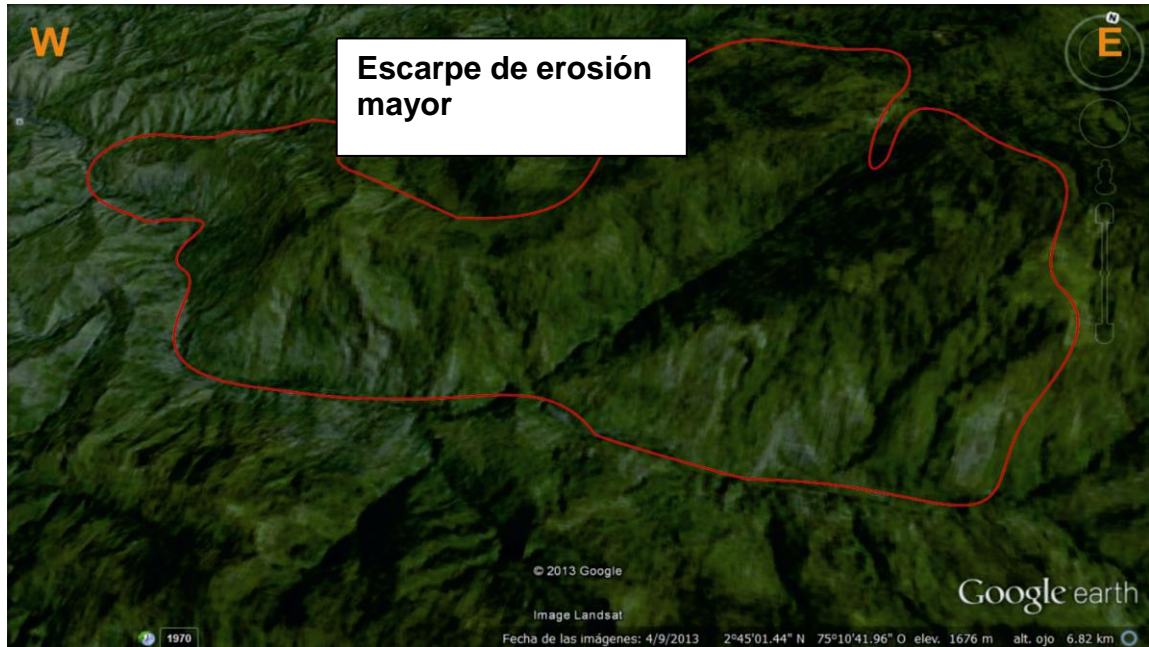 W
E
N
Escarpe de erosión
mayor
© 2013 Google
Image Landsat
Google earth
1970
Fecha de las imágenes: 4/9/2013 2°45'01.44" N 75°10'41.96" O elev. 1676 m alt. ojo 6.82 km